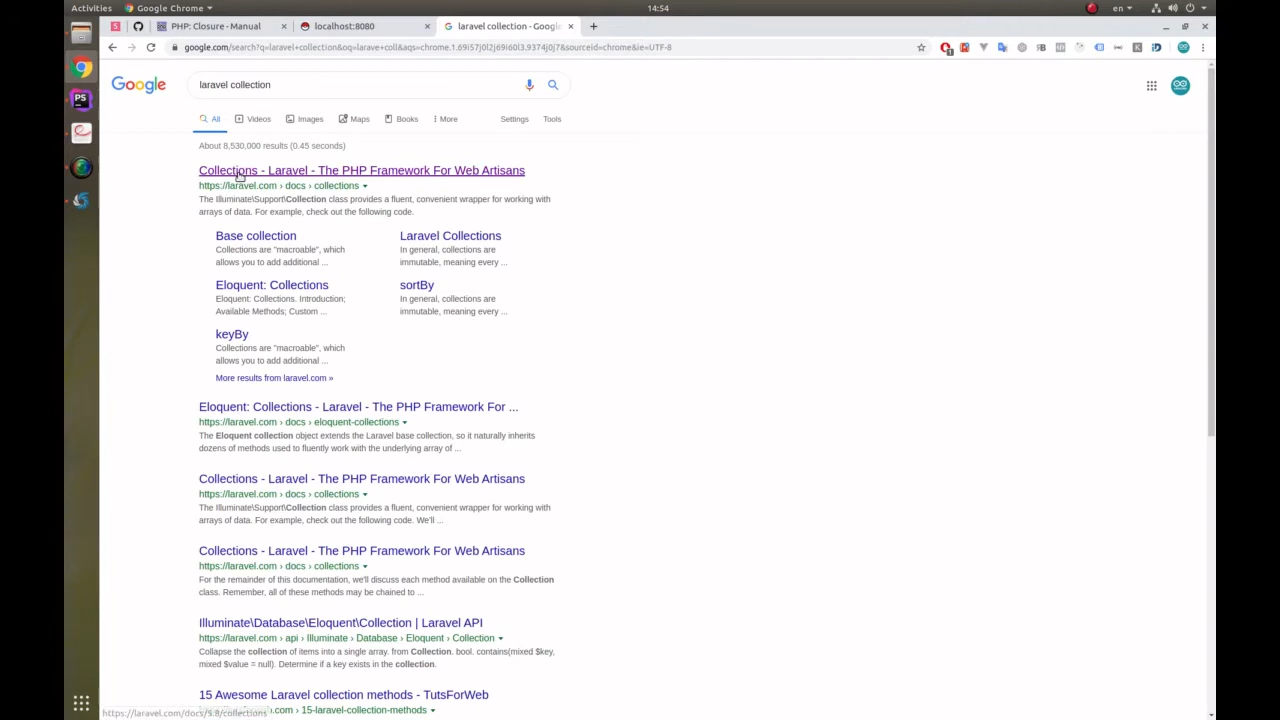 Activities
Google Chrome
14:54
en
PHP: Closure - Manual
localhost:8080
laravel collection - Google
google.com/search?q=laravel+collection&oq=larave+coll&aqs=chrome.1.69i57j0l2j69i60l3.9374j0j7&sourceid=chrome&ie=UTF-8
Google
laravel collection
All
Videos
Images
Maps
Books
More
Settings
Tools
About 8,530,000 results (0.45 seconds)
Collections - Laravel - The PHP Framework For Web Artisans
https://laravel.com › docs › collections
The Illuminate\Support\Collection class provides a fluent, convenient wrapper for working with
arrays of data. For example, check out the following code.
Base collection
Collections are "macroable", which
allows you to add additional ...
Laravel Collections
In general, collections are
immutable, meaning every ...
Eloquent: Collections
Eloquent: Collections. Introduction;
Available Methods; Custom ...
sortBy
In general, collections are
immutable, meaning every ...
keyBy
Collections are "macroable", which
allows you to add additional ...
More results from laravel.com »
Eloquent: Collections - Laravel - The PHP Framework For ...
https://laravel.com › docs › eloquent-collections
The Eloquent collection object extends the Laravel base collection, so it naturally inherits
dozens of methods used to fluently work with the underlying array of ...
Collections - Laravel - The PHP Framework For Web Artisans
https://laravel.com › docs › collections
The Illuminate\Support\Collection class provides a fluent, convenient wrapper for working with
arrays of data. For example, check out the following code. We'll ...
Collections - Laravel - The PHP Framework For Web Artisans
https://laravel.com › docs › collections
For the remainder of this documentation, we'll discuss each method available on the Collection
class. Remember, all of these methods may be chained to ...
Illuminate\Database\Eloquent\Collection | Laravel API
https://laravel.com › api › Illuminate › Database › Eloquent › Collection
Collapse the collection of items into a single array. from Collection. bool. contains(mixed $key,
mixed $value = null). Determine if a key exists in the collection.
15 Awesome Laravel collection methods - TutsForWeb
.com › 15-laravel-collection-methods
https://laravel.com/docs/5.8/collections